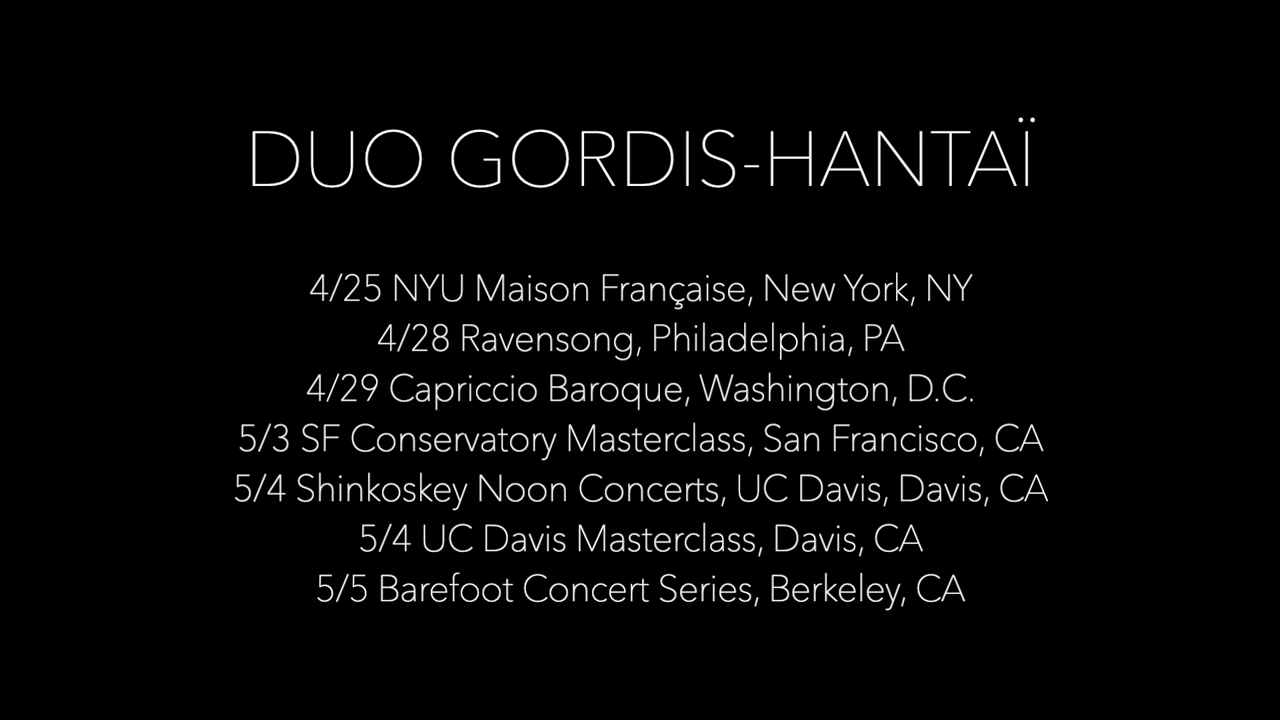 DUO GORDIS-HANTAÏ
4/25 NYU Maison Française, New York, NY
4/28 Ravensong, Philadelphia, PA
4/29 Capriccio Baroque, Washington, D.C.
5/3 SF Conservatory Masterclass, San Francisco, CA
5/4 Shinkoskey Noon Concerts, UC Davis, Davis, CA
5/4 UC Davis Masterclass, Davis, CA
5/5 Barefoot Concert Series, Berkeley, CA